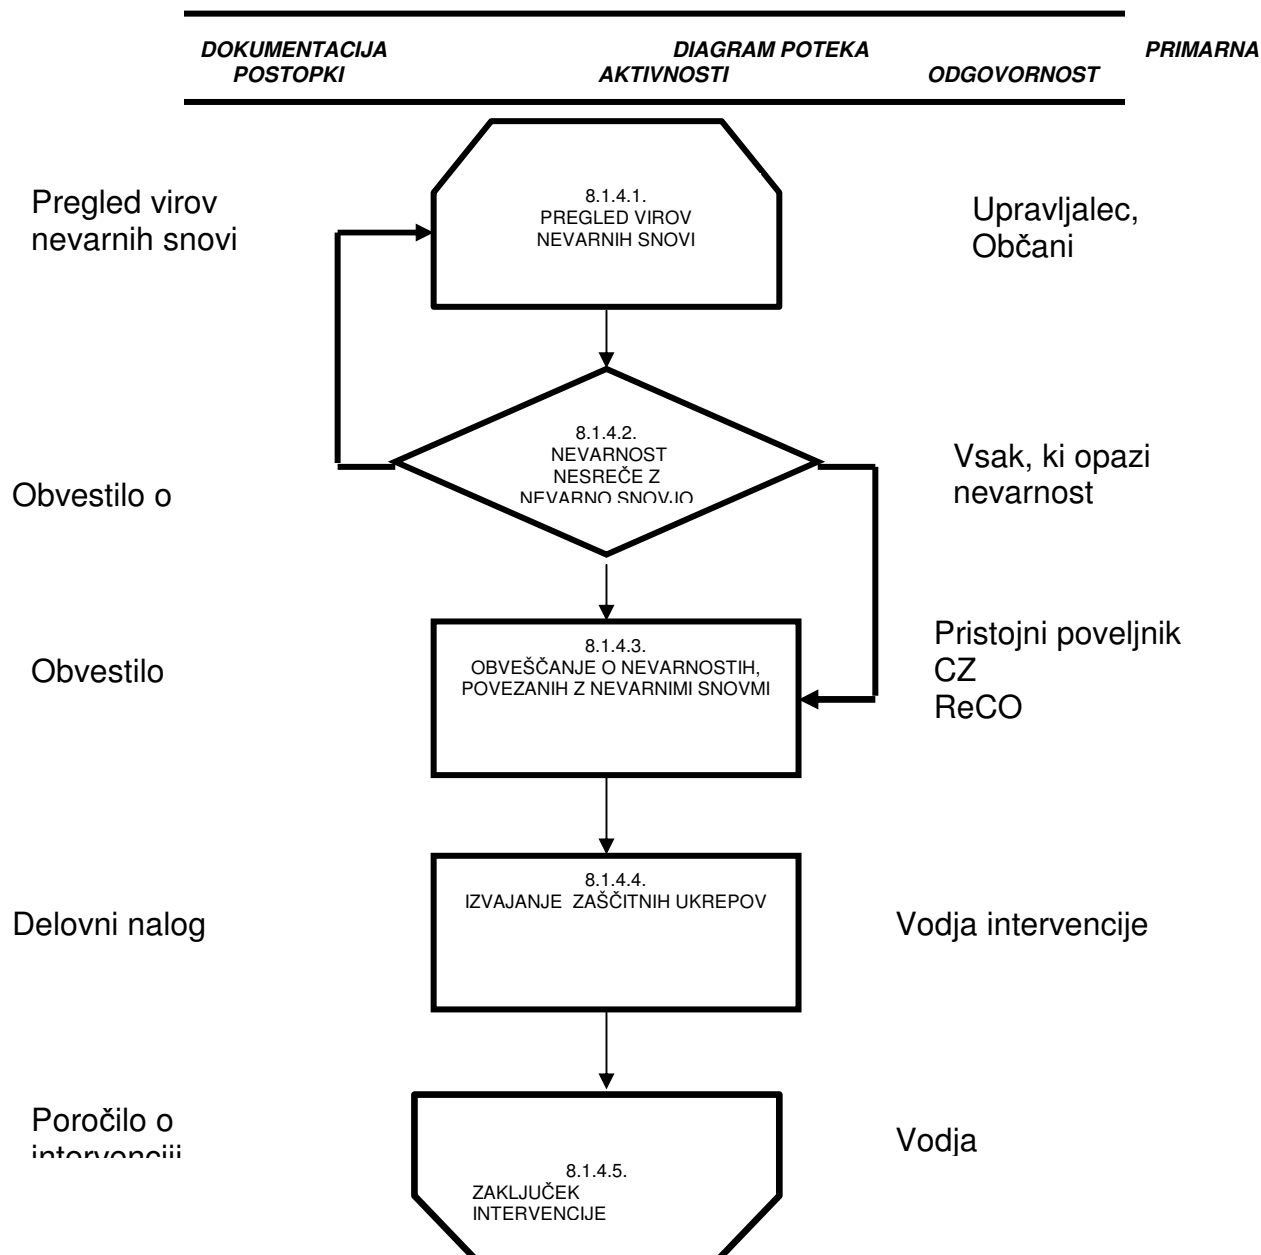 DOKUMENTACIJA DIAGRAM POTEKA PRIMARNA
POSTOPKI AKTIVNOSTI ODGOVORNOST
Pregled virov
nevarnih snovi
8.1.4.1.
PREGLED VIROV
NEVARNIH SNOVI
Upravljalec,
Občani
Obvestilo o
8.1.4.2.
NEVARNOST
NESREČE Z
NEVARNO SNOVJO
Vsak, ki opazi
nevarnost
Obvestilo
8.1.4.3.
OBVEŠČANJE O NEVARNOSTIH,
POVEZANIH Z NEVARNIMI SNOVMI
Pristojni poveljnik
CZ
ReCO
Delovni nalog
8.1.4.4.
IZVAJANJE ZAŠČITNIH UKREPOV
Vodja intervencije
Poročilo o
intervenciji
8.1.4.5.
ZAKLJUČEK
INTERVENCIJE
Vodja